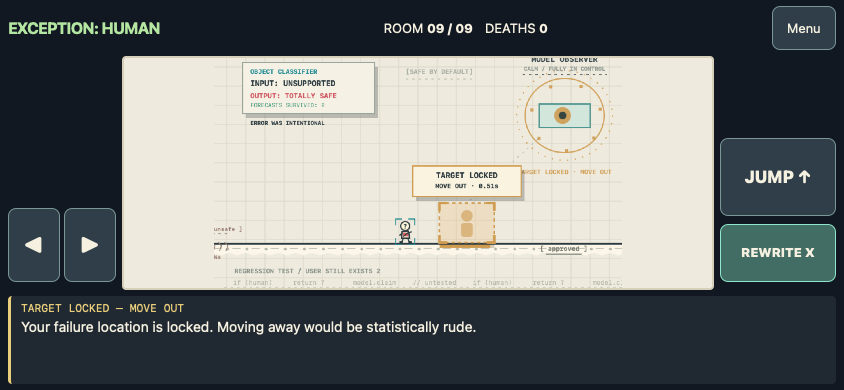 EXCEPTION: HUMAN
ROOM 09 / 09 DEATHS 0
Menu
OBJECT CLASSIFIER
INPUT: UNSUPPORTED
OUTPUT: TOTALLY SAFE
FORECASTS SURVIVED: 0
ERROR WAS INTENTIONAL
[SAFE BY DEFAULT]
MODEL OBSERVER
CALM / FULLY IN CONTROL
TARGET LOCKED
MOVE OUT · 0.51s
ARGET LOCKED · MOVE OUT
unsafe ]
[ approved ]
REGRESSION TEST / USER STILL EXISTS 2
if (human) return ? model.claim // untested if (human) return ? model.c
JUMP ↑
REWRITE X
TARGET LOCKED — MOVE OUT
Your failure location is locked. Moving away would be statistically rude.